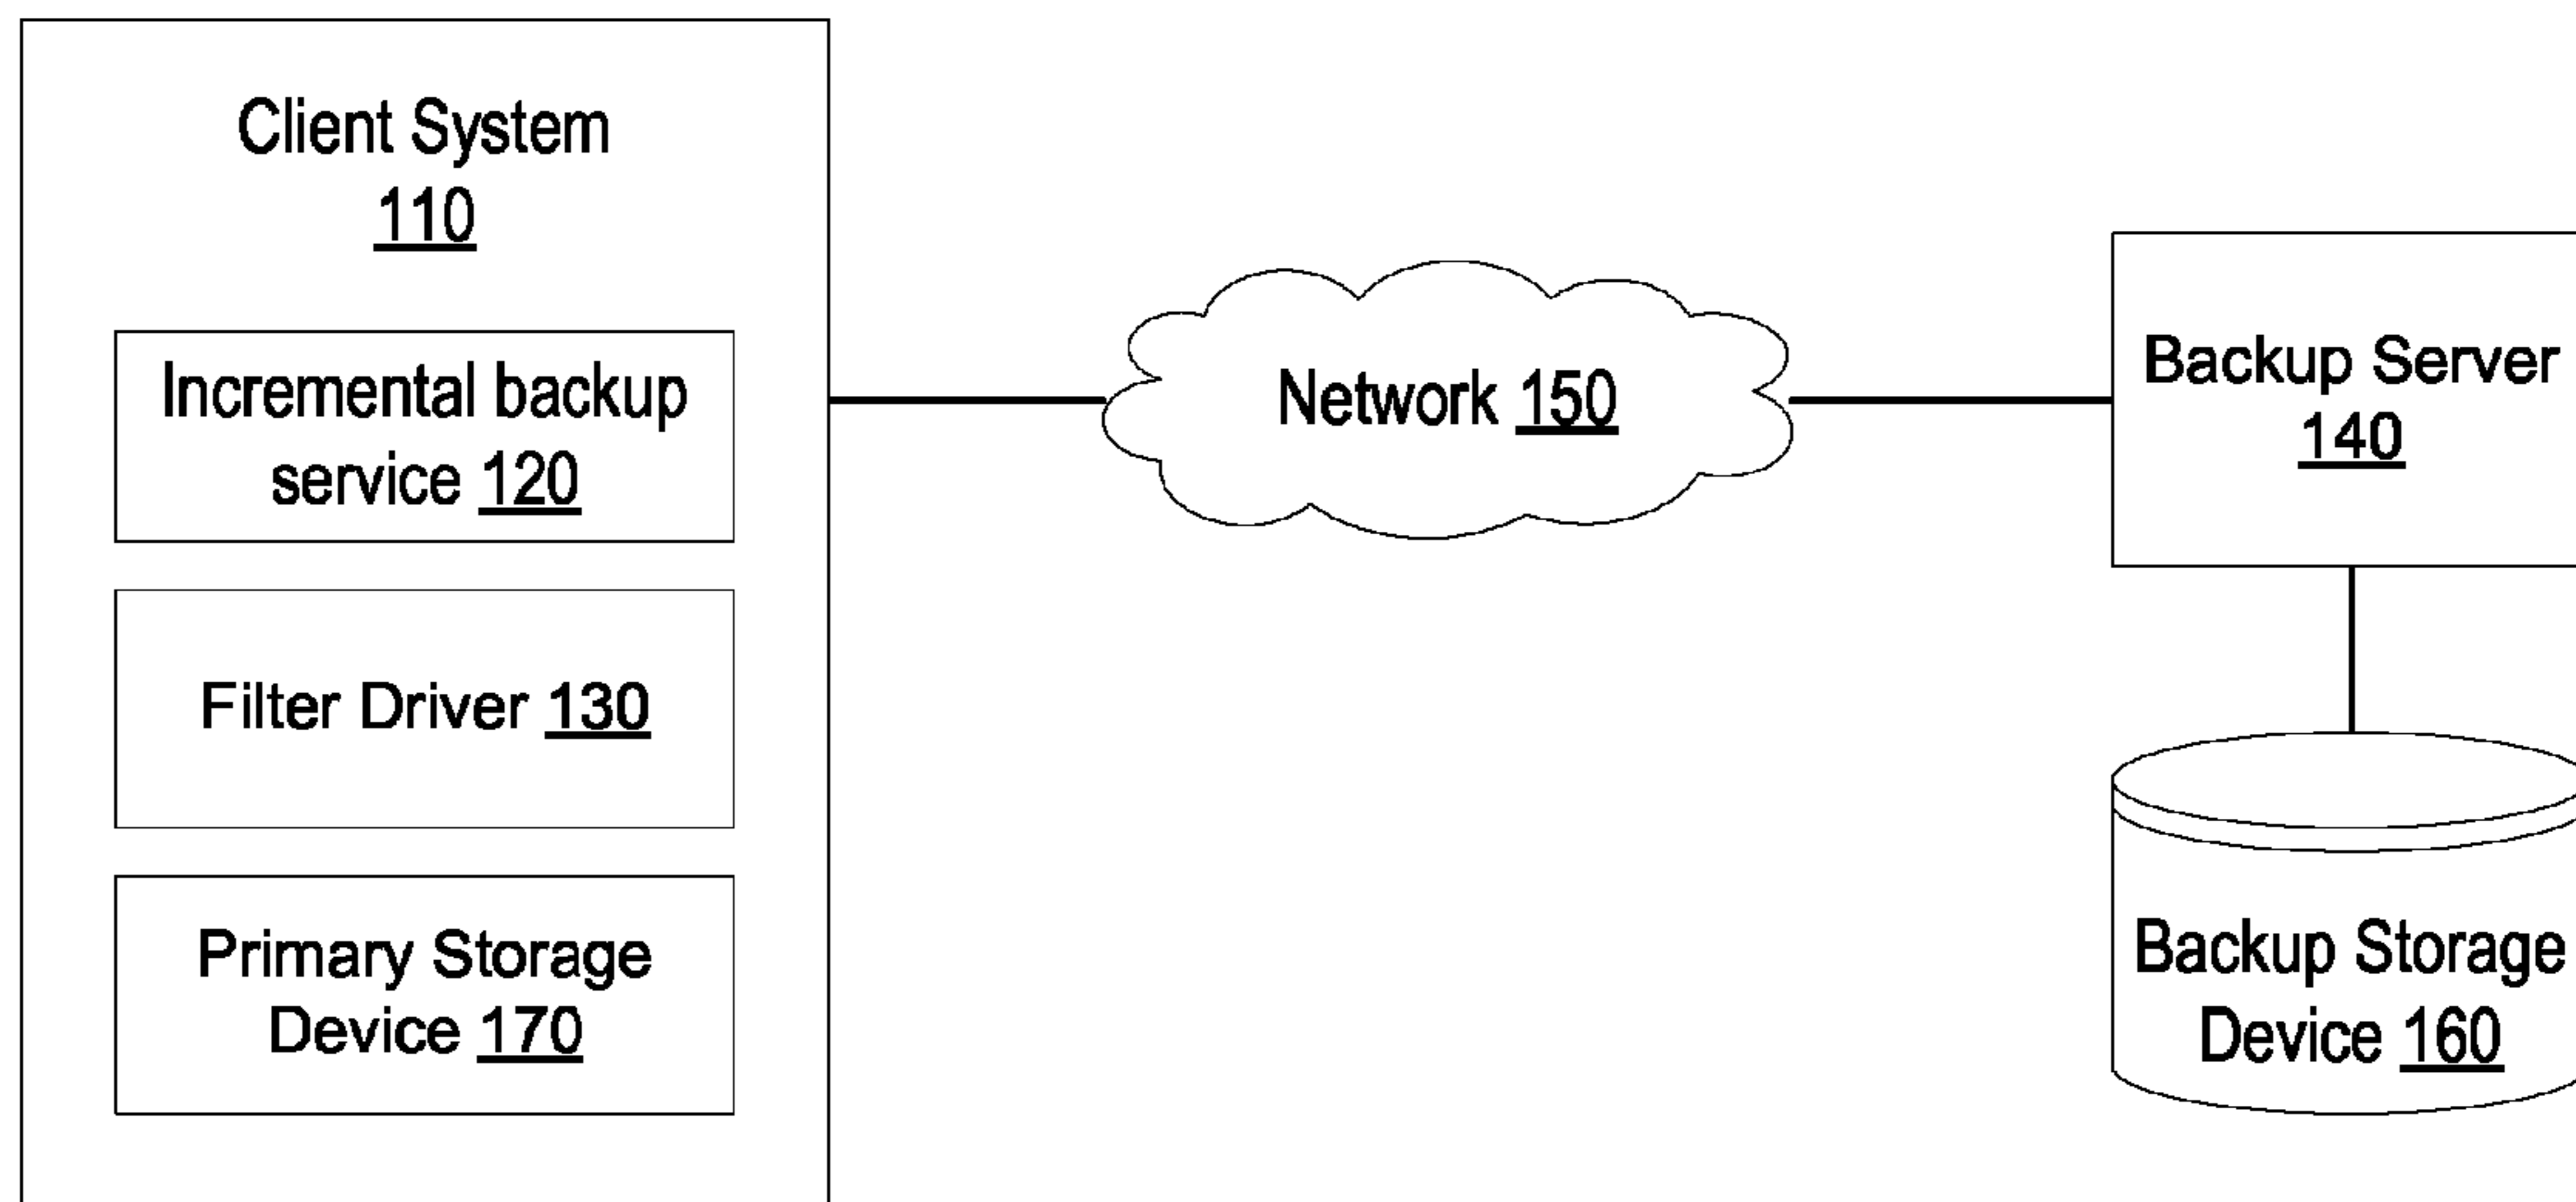 Client System
110
Incremental backup
service 120
Filter Driver 130
Primary Storage
Device 170
Network 150
Backup Server
140
Backup Storage
Device 160